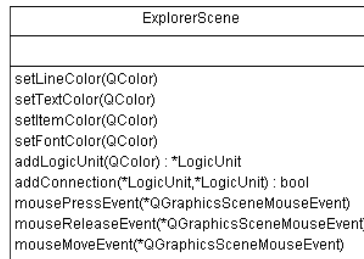 ExplorerScene
setLineColor(QColor)
setTextColor(QColor)
setItemColor(QColor)
setFontColor(QColor)
addLogicUnit(QColor) : *LogicUnit
addConnection(*LogicUnit,*LogicUnit) : bool
mousePressEvent(*QGraphicsSceneMouseEvent)
mouseReleaseEvent(*QGraphicsSceneMouseEvent)
mouseMoveEvent(*QGraphicsSceneMouseEvent)